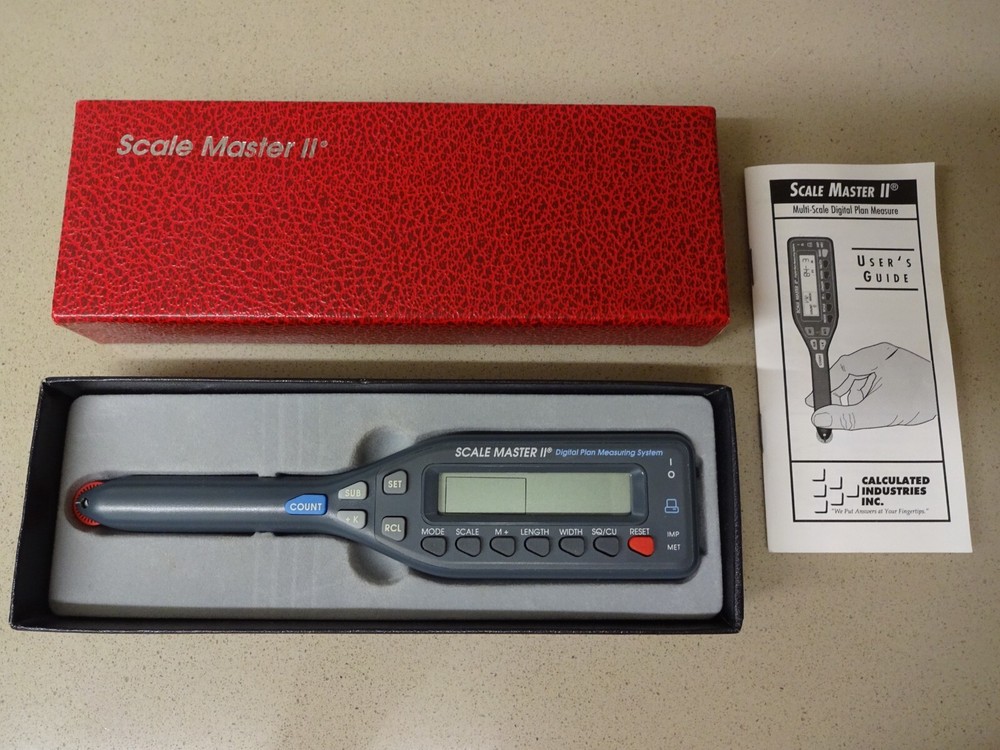 Scale Master II®
SCALE MASTER II®
Multi-Scale Digital Plan Measure
USER'S
GUIDE
CALCULATED
INDUSTRIES
INC.
"We Put Answers at Your Fingertips."
SCALE MASTER II® Digital Plan Measuring System
I
O
SET
SUB
COUNT
+ K
RCL
MODE SCALE M + LENGTH WIDTH SQ/CU RESET
IMP
MET